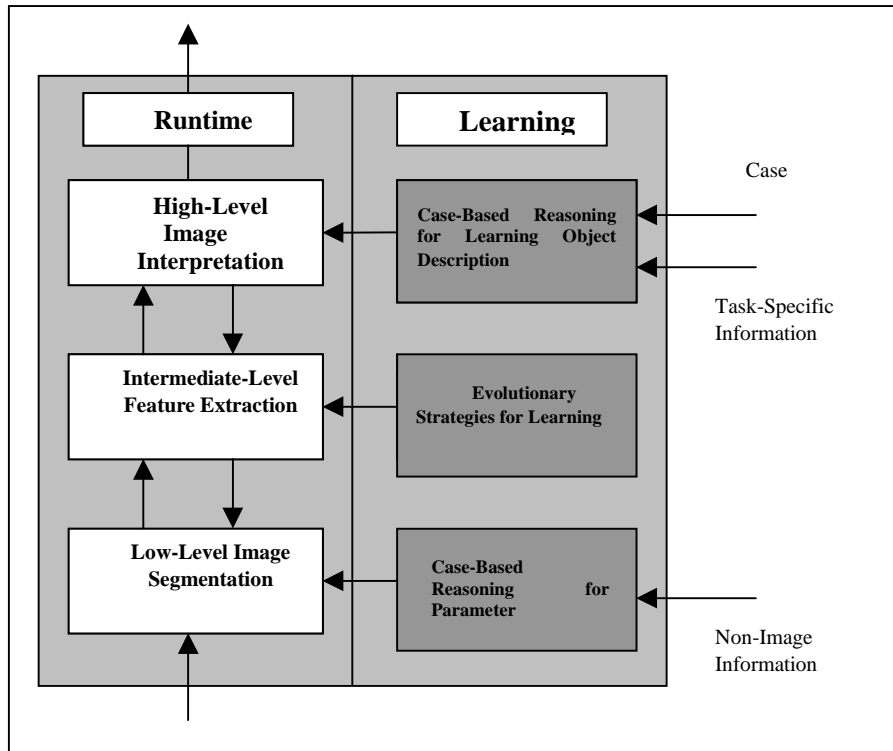 Runtime
Learning
High-Level
Image
Interpretation
Case-Based Reasoning
for Learning Object
Description
Case
Task-Specific
Information
Intermediate-Level
Feature Extraction
Evolutionary
Strategies for Learning
Low-Level Image
Segmentation
Case-Based
Reasoning for
Parameter
Non-Image
Information